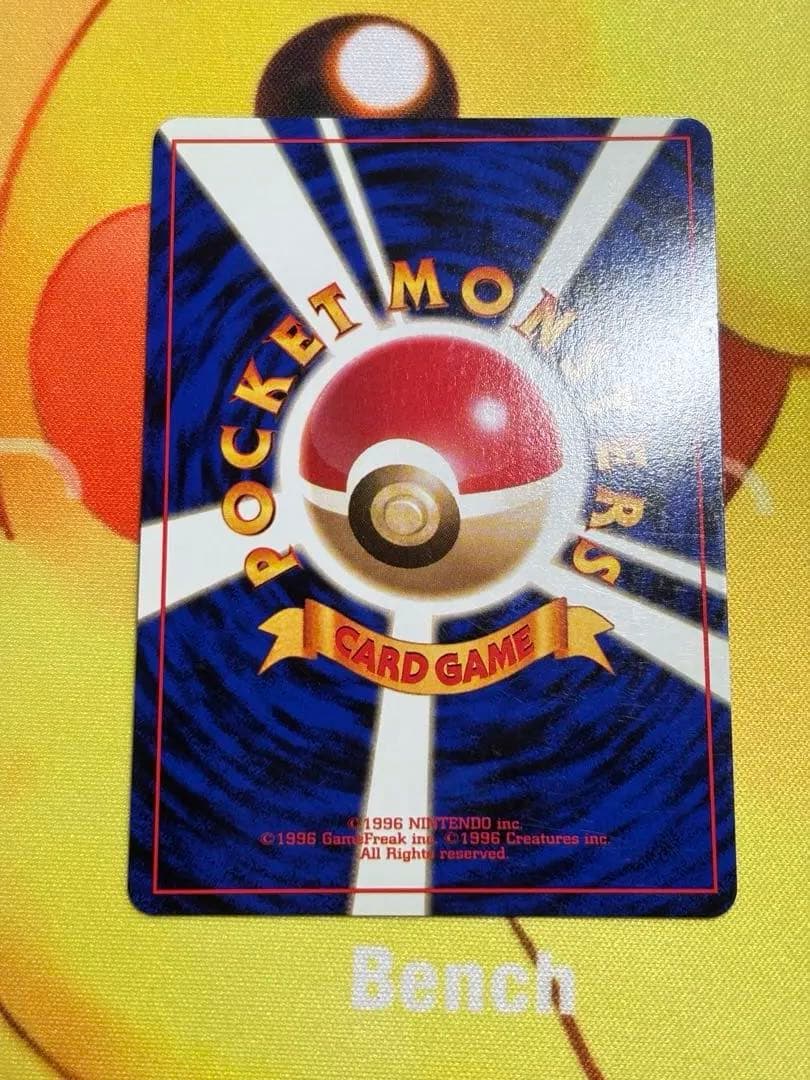 POCKET MONSTERS
CARD GAME
©1996 NINTENDO inc.
©1996 GameFreak inc. ©1996 Creatures inc.
All Rights reserved.
Bench